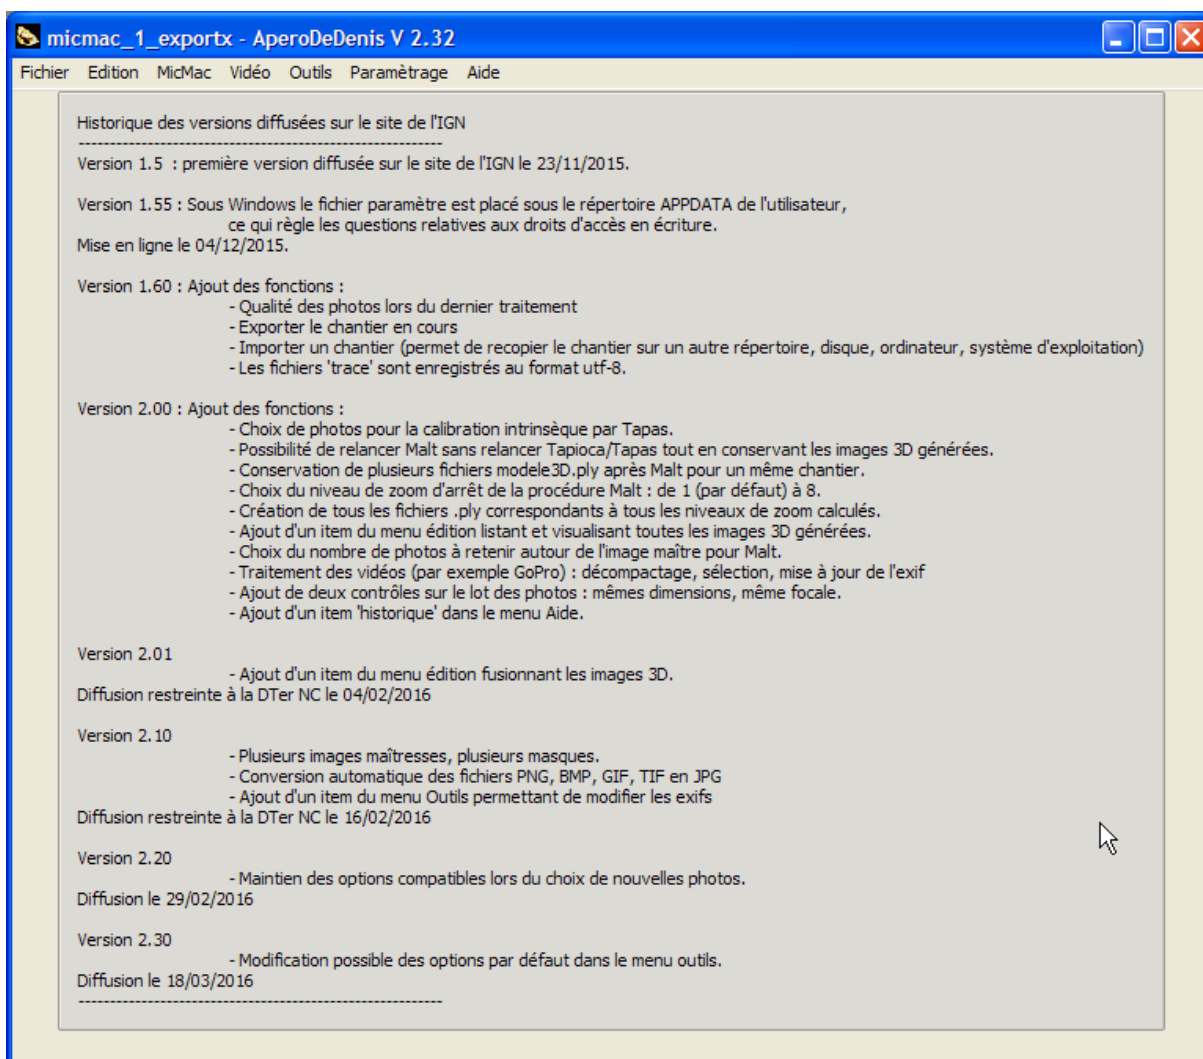 micmac_1_exportx - AperoDeDenis V 2.32
Fichier Edition MicMac Vidéo Outils Paramètrage Aide
Historique des versions diffusées sur le site de l'IGN
----------------------------------------------------------
Version 1.5 : première version diffusée sur le site de l'IGN le 23/11/2015.
Version 1.55 : Sous Windows le fichier paramètre est placé sous le répertoire APPDATA de l'utilisateur,
ce qui règle les questions relatives aux droits d'accès en écriture.
Mise en ligne le 04/12/2015.
Version 1.60 : Ajout des fonctions :
- Qualité des photos lors du dernier traitement
- Exporter le chantier en cours
- Importer un chantier (permet de recopier le chantier sur un autre répertoire, disque, ordinateur, système d'exploitation)
- Les fichiers 'trace' sont enregistrés au format utf-8.
Version 2.00 : Ajout des fonctions :
- Choix de photos pour la calibration intrinsèque par Tapas.
- Possibilité de relancer Malt sans relancer Tapioca/Tapas tout en conservant les images 3D générées.
- Conservation de plusieurs fichiers modele3D.ply après Malt pour un même chantier.
- Choix du niveau de zoom d'arrêt de la procédure Malt : de 1 (par défaut) à 8.
- Création de tous les fichiers .ply correspondants à tous les niveaux de zoom calculés.
- Ajout d'un item du menu édition listant et visualisant toutes les images 3D générées.
- Choix du nombre de photos à retenir autour de l'image maître pour Malt.
- Traitement des vidéos (par exemple GoPro) : décompactage, sélection, mise à jour de l'exif
- Ajout de deux contrôles sur le lot des photos : mêmes dimensions, même focale.
- Ajout d'un item 'historique' dans le menu Aide.
Version 2.01
- Ajout d'un item du menu édition fusionnant les images 3D.
Diffusion restreinte à la DTer NC le 04/02/2016
Version 2.10
- Plusieurs images maîtresses, plusieurs masques.
- Conversion automatique des fichiers PNG, BMP, GIF, TIF en JPG
- Ajout d'un item du menu Outils permettant de modifier les exifs
Diffusion restreinte à la DTer NC le 16/02/2016
Version 2.20
- Maintien des options compatibles lors du choix de nouvelles photos.
Diffusion le 29/02/2016
Version 2.30
- Modification possible des options par défaut dans le menu outils.
Diffusion le 18/03/2016
----------------------------------------------------------